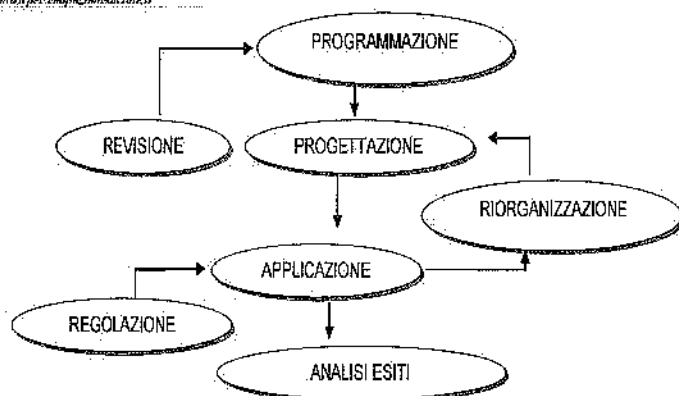 PROGRAMMAZIONE
REVISIONE
PROGETTAZIONE
RIORGANIZZAZIONE
APPLICAZIONE
REGOLAZIONE
ANALISI ESITI